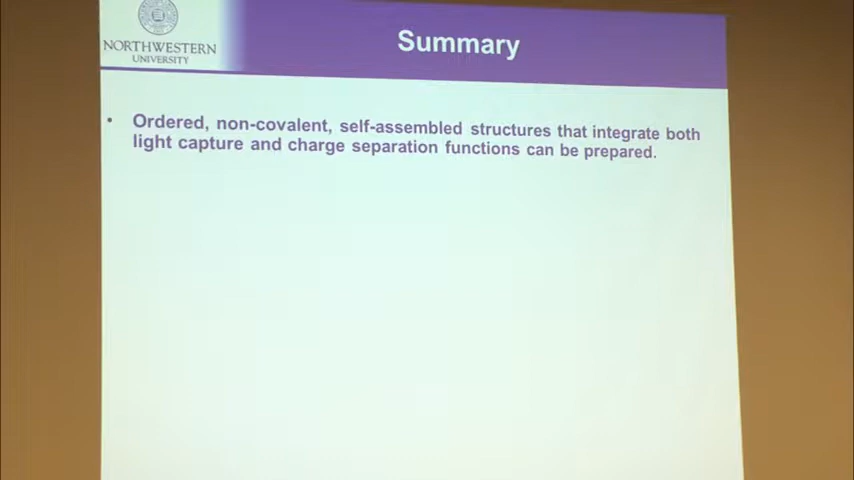 NORTHWESTERN
UNIVERSITY
Summary
• Ordered, non-covalent, self-assembled structures that integrate both
light capture and charge separation functions can be prepared.